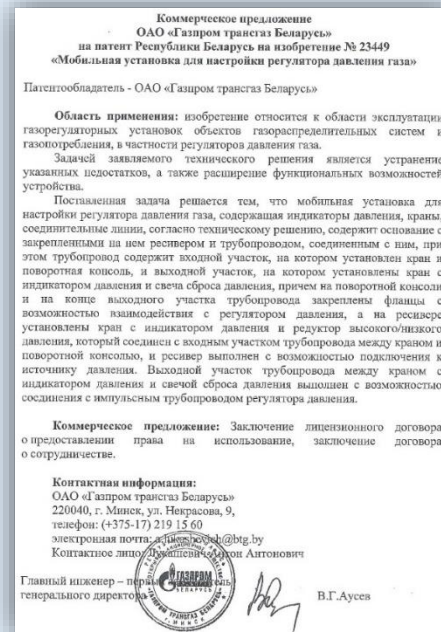 Коммерческое предложение
ОАО «Газпром трансгаз Беларусь»
на патент Республики Беларусь на изобретение № 23449
«Мобильная установка для настройки регулятора давления газа»
Патентообладатель - ОАО «Газпром трансгаз Беларусь»
Область применения: изобретение относится к области эксплуатации
газорегуляторных установок объектов газораспределительных систем и
газопотребления, в частности регуляторов давления газа.
Задачей заявляемого технического решения является устранение
указанных недостатков, а также расширение функциональных возможностей
устройства.
Поставленная задача решается тем, что мобильная установка для
настройки регулятора давления газа, содержащая индикаторы давления, краны,
соединительные линии, согласно техническому решению, содержит основание с
закрепленными на нем ресивером и трубопроводом, соединенным с ним, при
этом трубопровод содержит входной участок, на котором установлен кран и
поворотная консоль, и выходной участок, на котором установлены кран с
индикатором давления и свеча сброса давления, причем на поворотной консоли
и на конце выходного участка трубопровода закреплены фланцы с
возможностью взаимодействия с регулятором давления, а на ресивере
установлены кран с индикатором давления и редуктор высокого/низкого
давления, который соединен с входным участком трубопровода между краном и
поворотной консолью, и ресивер выполнен с возможностью подключения к
источнику давления. Выходной участок трубопровода между краном с
индикатором давления и свечой сброса давления выполнен с возможностью
соединения с импульсным трубопроводом регулятора давления.
Коммерческое предложение: Заключение лицензионного договора
о предоставлении права на использование, заключение договора
о сотрудничестве.
Контактная информация:
ОАО «Газпром трансгаз Беларусь»
220040, г. Минск, ул. Некрасова, 9,
телефон: (+375-17) 219 15 60
электронная почта: @btg.by
Контактное лицо: Лукашевич Антон Антонович
Главный инженер –
генерального директора В.Г.Аусев
ГАЗПРОМ